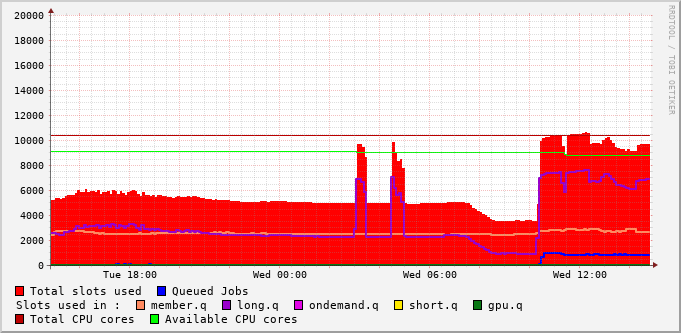 20000
18000
16000
14000
12000
10000
8000
6000
4000
2000
0
Tue 18:00 Wed 00:00 Wed 06:00 Wed 12:00
RRDTOOL / TOBI OETIKER
Total slots used Queued Jobs
Slots used in : member.q long.q ondemand.q short.q gpu.q
Total CPU cores Available CPU cores